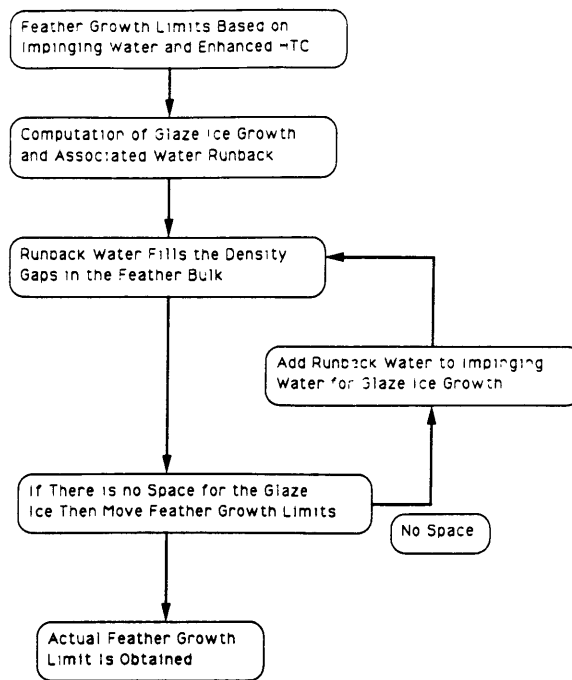 Feather Growth Limits Based on
Impinging Water and Enhanced HTC
Computation of Glaze Ice Growth
and Associated Water Runback
Runback Water Fills the Density
Gaps in the Feather Bulk
Add Runback Water to Impinging
Water for Glaze Ice Growth
If There is no Space for the Glaze
Ice Then Move Feather Growth Limits
No Space
Actual Feather Growth
Limit Is Obtained